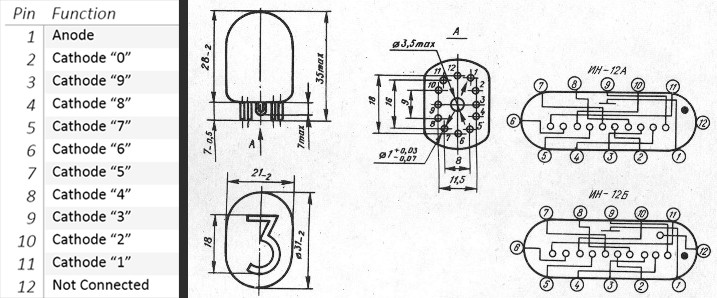 Pin Function
1 Anode
2 Cathode “0”
3 Cathode “9”
4 Cathode “8”
5 Cathode “7”
6 Cathode “6”
7 Cathode “5”
8 Cathode “4”
9 Cathode “3”
10 Cathode “2”
11 Cathode “1”
12 Not Connected
28-2
35max
7-0,5
7max
A
21-2
18
ø31-2
3
A
ø3,5max
12
11
1
10
2
9
3
8
4
7
5
6
18
16
9
ø1+0,03
-0,07
8
11,5
ИН-12А
7
8
9
10
11
6
12
5
4
3
2
1
ИН-12Б
7
8
9
10
11
6
12
5
4
3
2
1